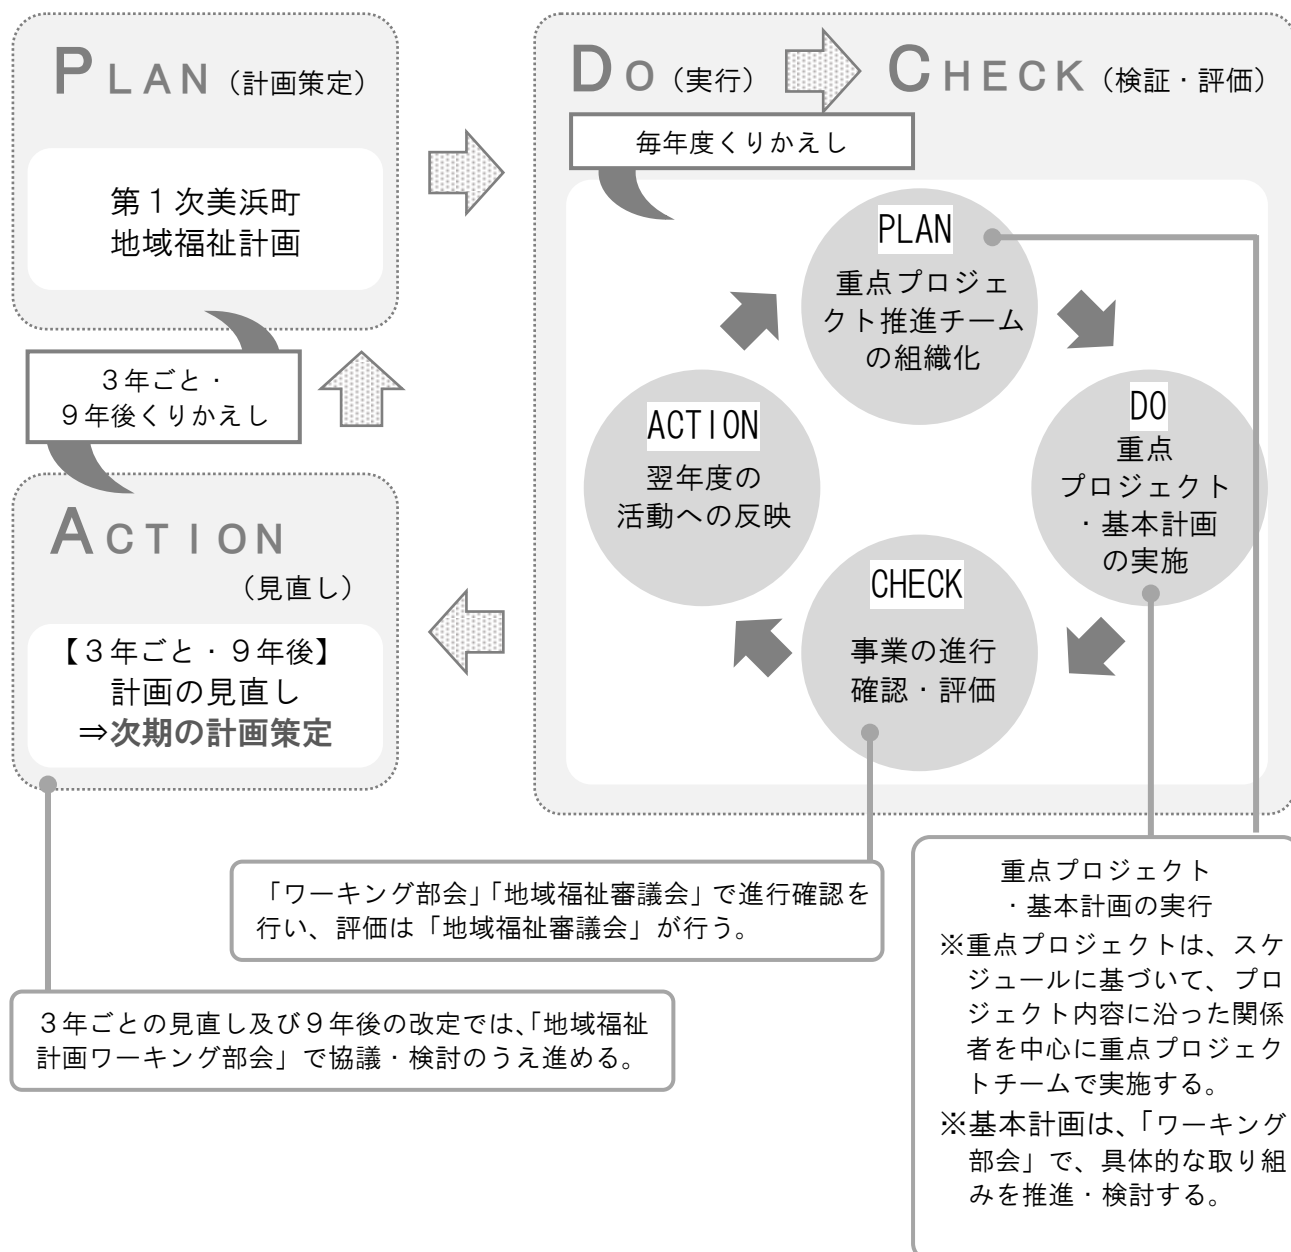 PLAN（計画策定）
第１次美浜町
地域福祉計画
３年ごと・
９年後くりかえし
ACTION
（見直し）
【３年ごと・９年後】
計画の見直し
⇒次期の計画策定
DO（実行）
CHECK（検証・評価）
毎年度くりかえし
PLAN
重点プロジェ
クト推進チーム
の組織化
DO
重点
プロジェクト
・基本計画
の実施
CHECK
事業の進行
確認・評価
ACTION
翌年度の
活動への反映
「ワーキング部会」「地域福祉審議会」で進行確認を
行い、評価は「地域福祉審議会」が行う。
３年ごとの見直し及び９年後の改定では、「地域福祉
計画ワーキング部会」で協議・検討のうえ進める。
重点プロジェクト
・基本計画の実行
※重点プロジェクトは、スケ
ジュールに基づいて、プロ
ジェクト内容に沿った関係
者を中心に重点プロジェク
トチームで実施する。
※基本計画は、「ワーキング
部会」で、具体的な取り組
みを推進・検討する。